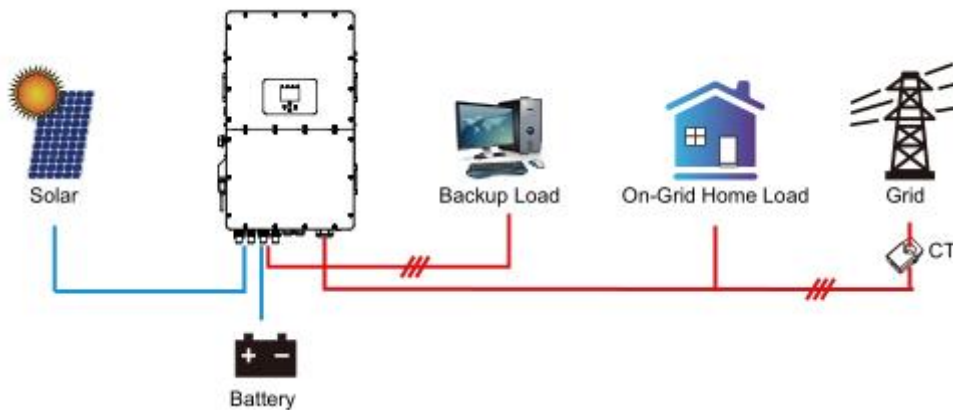 Solar
Backup Load
On-Grid Home Load
Grid
CT
Battery